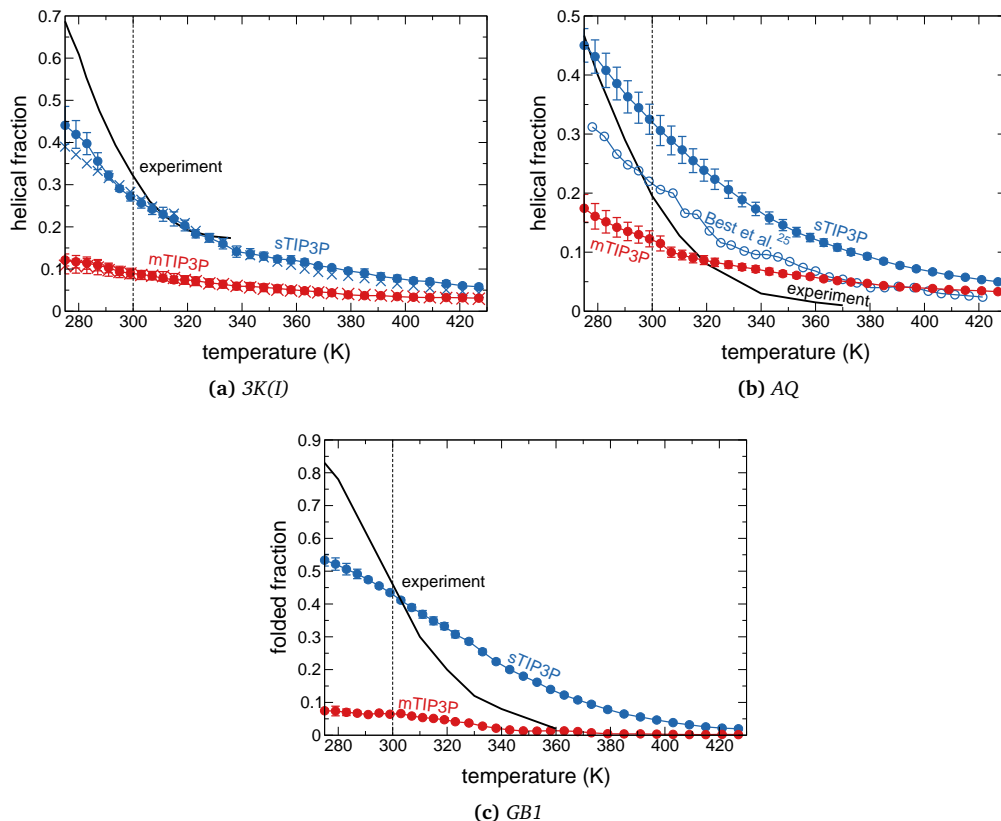 0.7
0.6
0.5
0.4
0.3
0.2
0.1
0
helical fraction
experiment
sTIP3P
mTIP3P
280 300 320 340 360 380 400 420
temperature (K)
(a) 3K(I)
0.5
0.4
0.3
0.2
0.1
0
helical fraction
sTIP3P
Best et al. 25
mTIP3P
experiment
280 300 320 340 360 380 400 420
temperature (K)
(b) AQ
0.9
0.8
0.7
0.6
0.5
0.4
0.3
0.2
0.1
0
folded fraction
experiment
sTIP3P
mTIP3P
280 300 320 340 360 380 400 420
temperature (K)
(c) GB1